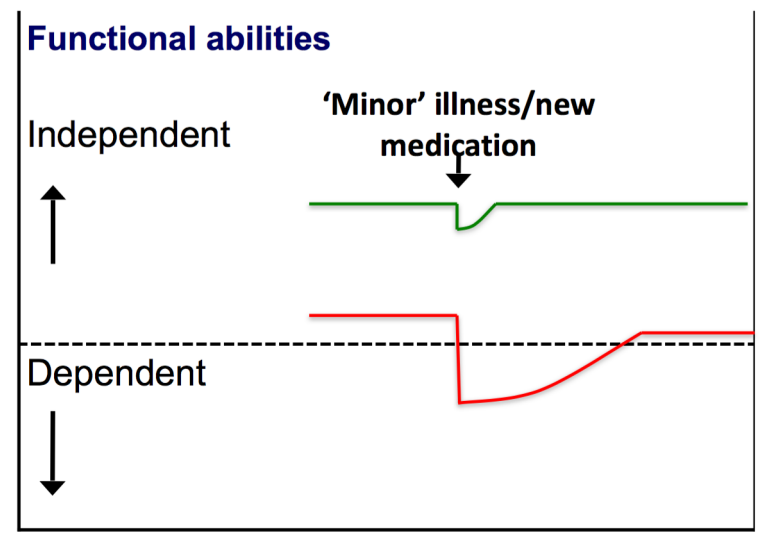 Functional abilities
‘Minor’ illness/new
medication
Independent
Dependent